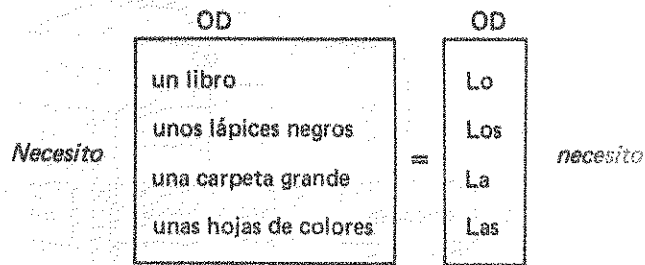 OD OD
un libro Lo
unos lápices negros Los
Necesito = necesito
una carpeta grande La
unas hojas de colores Las